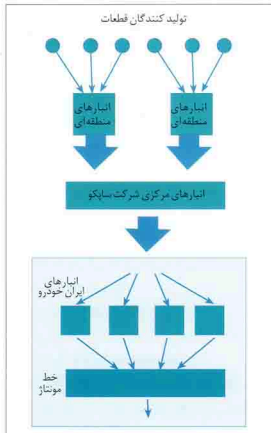 تولید کنندگان قطعات
انبارهای
منطقه‌ای
انبارهای
منطقه‌ای
انبارهای مرکزی شرکت ساپکو
انبارهای
ایران خودرو
خط
مونتاژ